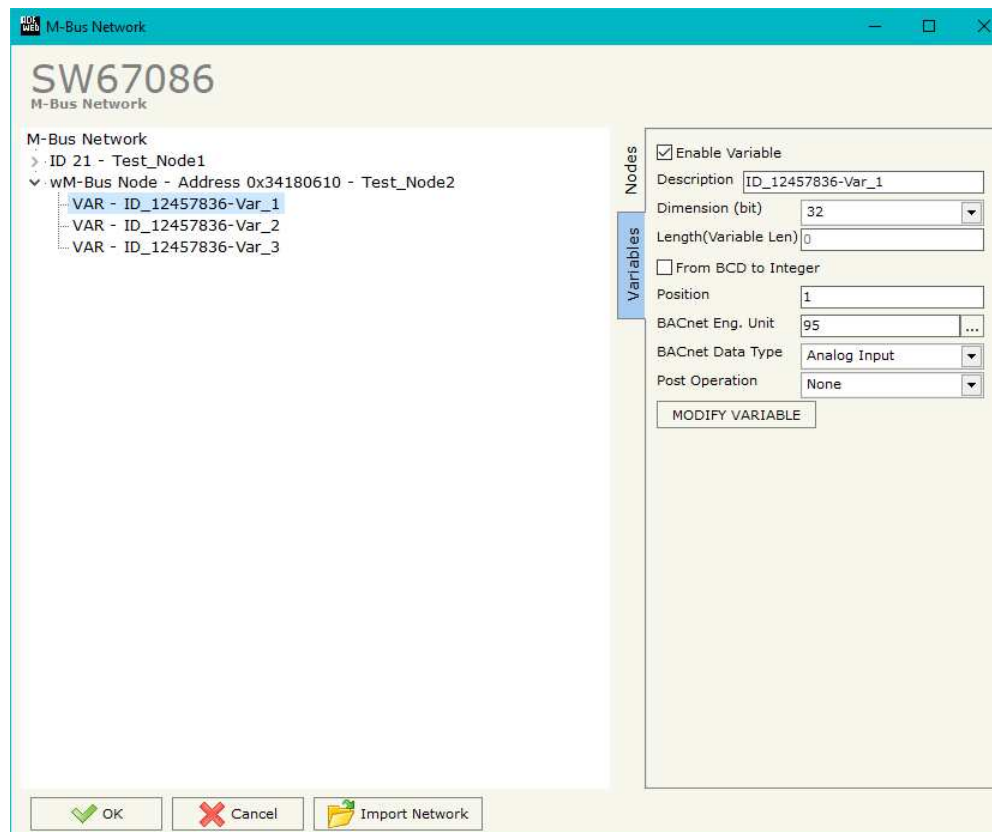 ADF
WEB
M-Bus Network
SW67086
M-Bus Network
M-Bus Network
ID 21 - Test_Node1
wM-Bus Node - Address 0x34180610 - Test_Node2
VAR - ID_12457836-Var_1
VAR - ID_12457836-Var_2
VAR - ID_12457836-Var_3
Nodes
Variables
Enable Variable
Description ID_12457836-Var_1
Dimension (bit) 32
Length(Variable Len) 0
From BCD to Integer
Position 1
BACnet Eng. Unit 95 ...
BACnet Data Type Analog Input
Post Operation None
MODIFY VARIABLE
OK Cancel Import Network